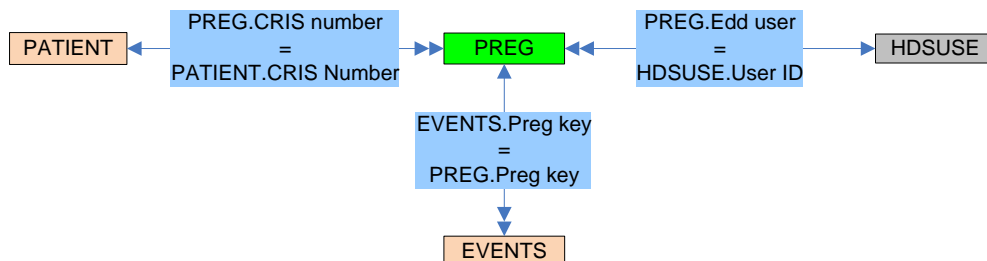 PATIENT
PREG.CRIS number
=
PATIENT.CRIS Number
PREG
PREG.Edd user
=
HDSUSE.User ID
HDSUSE
EVENTS.Preg key
=
PREG.Preg key
EVENTS